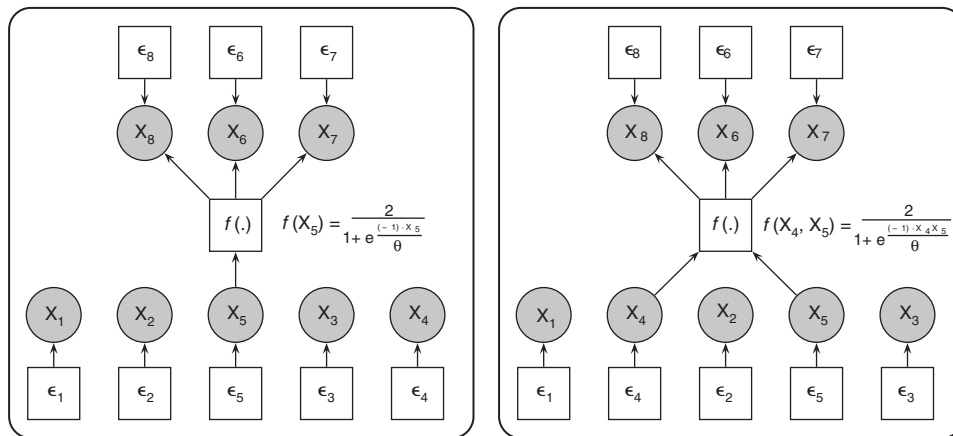 ϵ₈ ϵ₆ ϵ₇
X₈ X₆ X₇
f(.) f(X₅) = 2 / (1 + e^((−1)·X₅ / θ))
X₁ X₂ X₅ X₃ X₄
ϵ₁ ϵ₂ ϵ₅ ϵ₃ ϵ₄
ϵ₈ ϵ₆ ϵ₇
X₈ X₆ X₇
f(.) f(X₄, X₅) = 2 / (1 + e^((−1)·X₄X₅ / θ))
X₁ X₄ X₂ X₅ X₃
ϵ₁ ϵ₄ ϵ₂ ϵ₅ ϵ₃